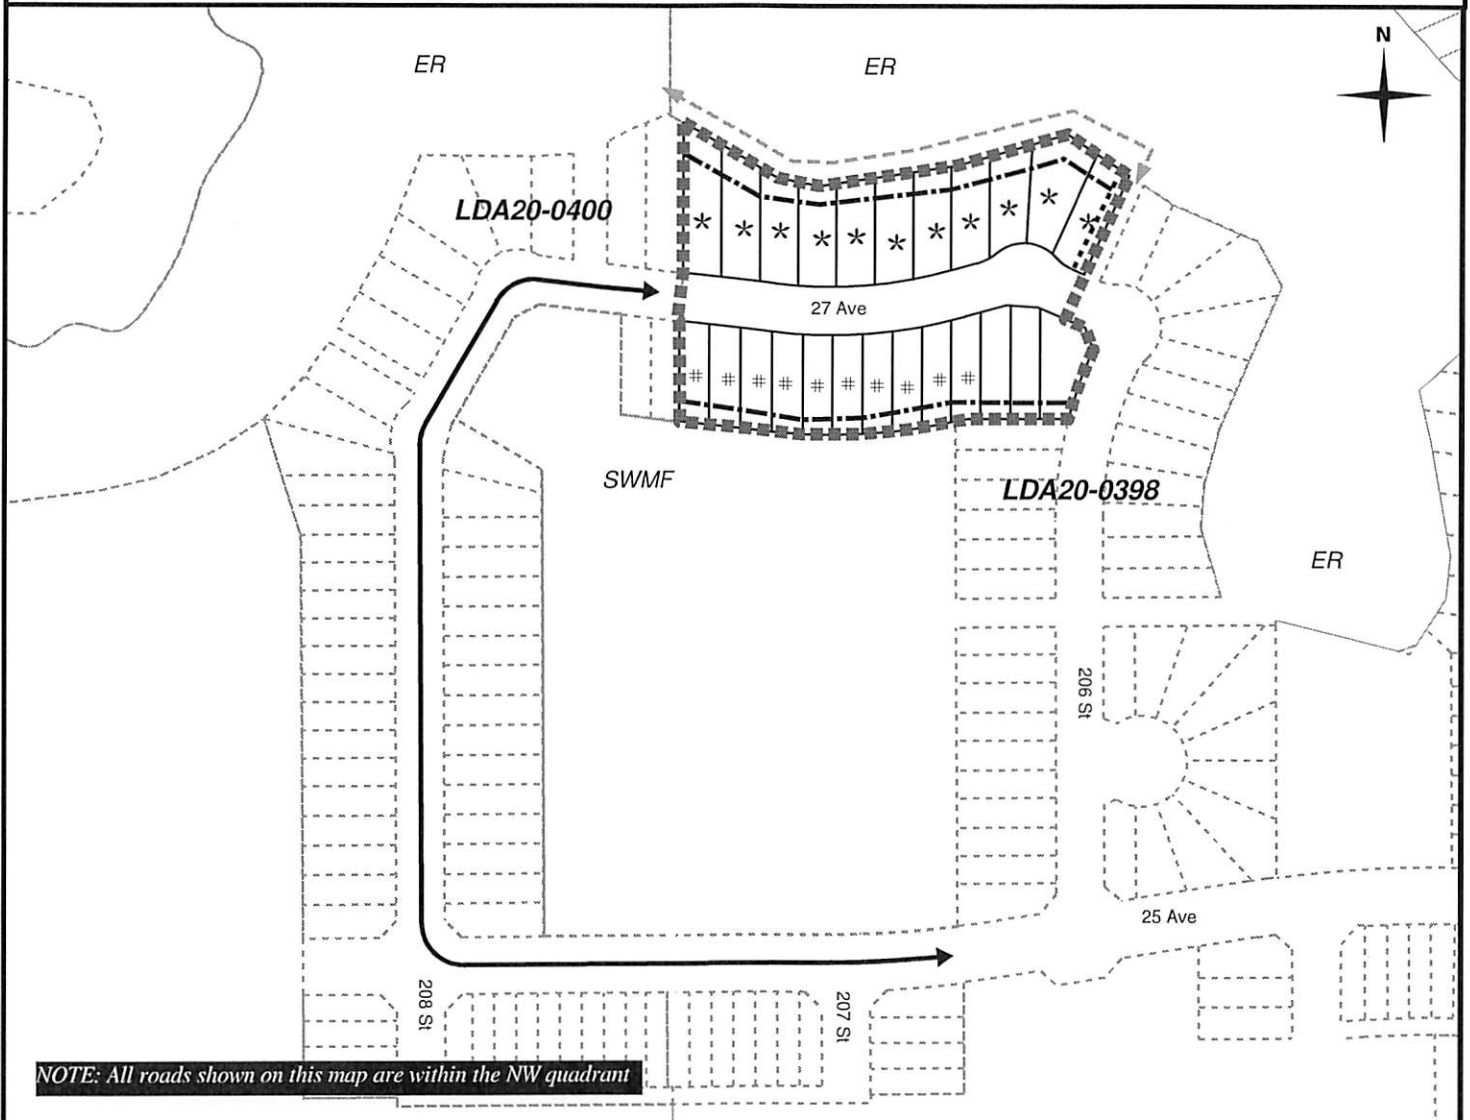 N
ER
ER
LDA20-0400
27 Ave
SWMF
LDA20-0398
ER
206 St
25 Ave
208 St
207 St
NOTE: All roads shown on this map are within the NW quadrant